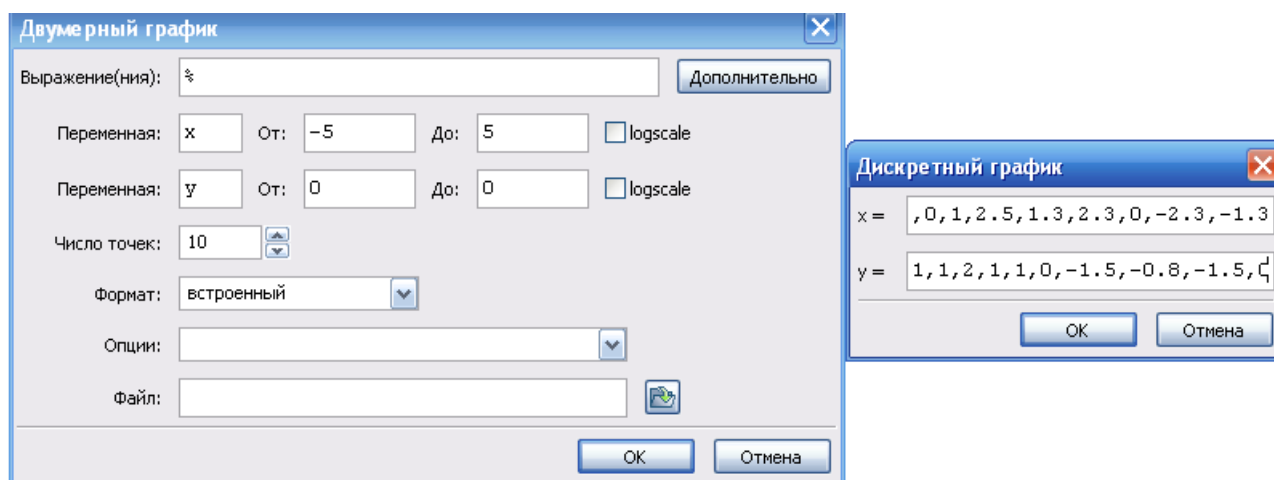 Двумерный график
Выражение(ния): % Дополнительно
Переменная: x От: -5 До: 5 logscale
Переменная: y От: 0 До: 0 logscale
Число точек: 10
Формат: встроенный
Опции:
Файл:
OK Отмена
Дискретный график
x = ,0,1,2.5,1.3,2.3,0,-2.3,-1.3
y = 1,1,2,1,1,0,-1.5,-0.8,-1.5,0
OK Отмена